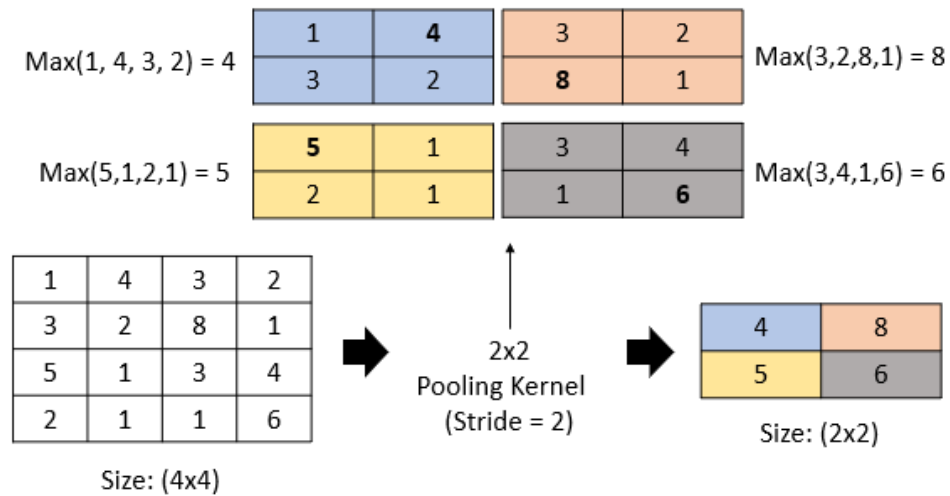 Max(1, 4, 3, 2) = 4
1 4 3 2
3 2 8 1
Max(3,2,8,1) = 8
Max(5,1,2,1) = 5
5 1 3 4
2 1 1 6
Max(3,4,1,6) = 6
1 4 3 2
3 2 8 1
5 1 3 4
2 1 1 6
Size: (4x4)
2x2
Pooling Kernel
(Stride = 2)
4 8
5 6
Size: (2x2)